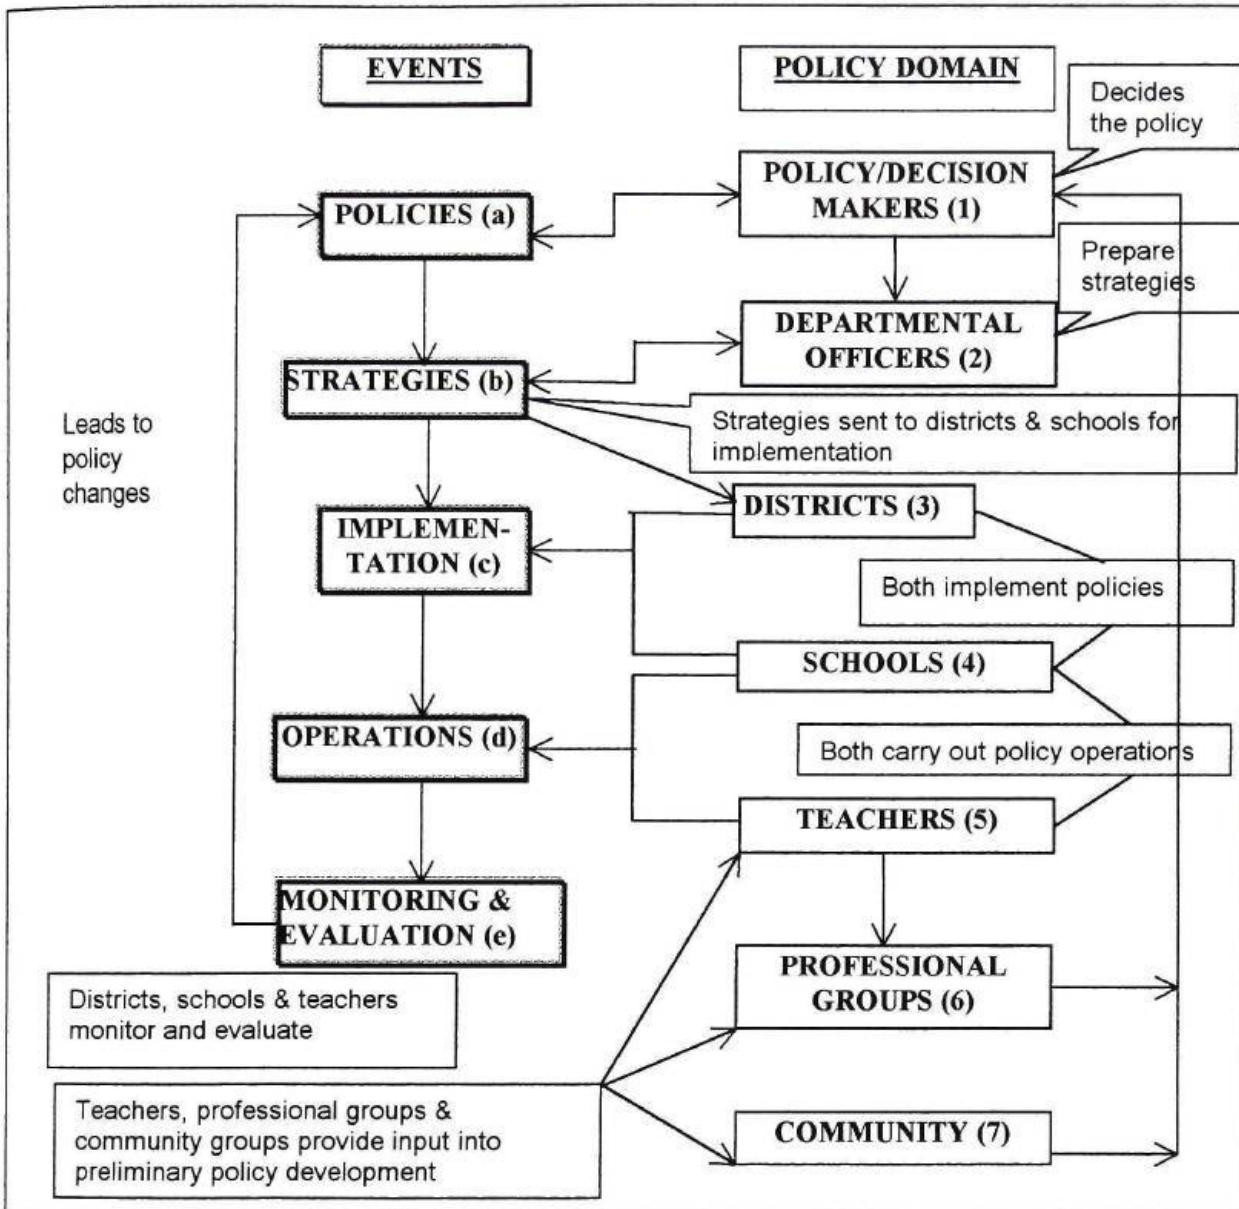 EVENTS
POLICY DOMAIN
Decides
the policy
POLICY/DECISION
MAKERS (1)
POLICIES (a)
Prepare
strategies
DEPARTMENTAL
OFFICERS (2)
STRATEGIES (b)
Strategies sent to districts & schools for
implementation
Leads to
policy
changes
DISTRICTS (3)
IMPLEMEN-
TATION (c)
Both implement policies
SCHOOLS (4)
OPERATIONS (d)
Both carry out policy operations
TEACHERS (5)
MONITORING &
EVALUATION (e)
PROFESSIONAL
GROUPS (6)
Districts, schools & teachers
monitor and evaluate
Teachers, professional groups &
community groups provide input into
preliminary policy development
COMMUNITY (7)